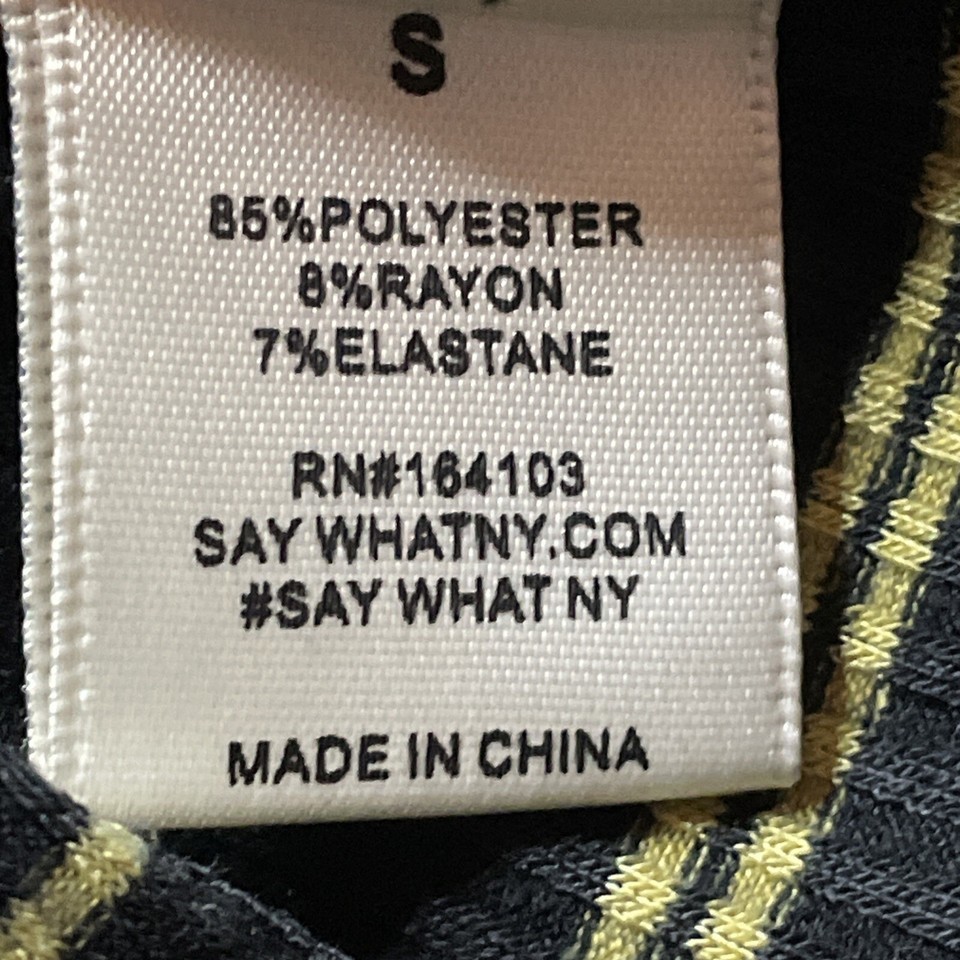 S
85%POLYESTER
8%RAYON
7%ELASTANE
RN#164103
SAY WHATNY.COM
#SAY WHAT NY
MADE IN CHINA